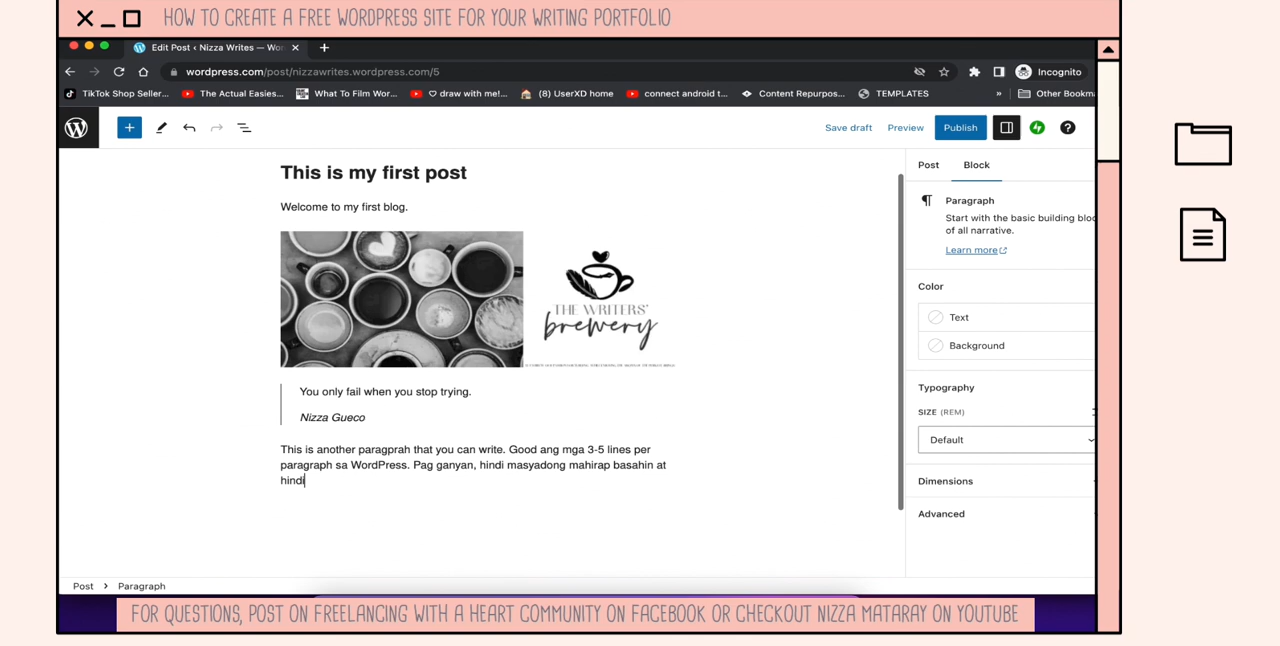 HOW TO CREATE A FREE WORDPRESS SITE FOR YOUR WRITING PORTFOLIO
Edit Post ‹ Nizza Writes — Wor
wordpress.com/post/nizzawrites.wordpress.com/5
Incognito
TikTok Shop Seller...
The Actual Easies...
What To Film Wor...
♡ draw with me!...
(8) UserXD home
connect android t...
Content Repurpos...
TEMPLATES
»
Other Bookma
Save draft
Preview
Publish
This is my first post
Welcome to my first blog.
THE WRITERS'
brewery
You only fail when you stop trying.
Nizza Gueco
This is another paragprah that you can write. Good ang mga 3-5 lines per
paragraph sa WordPress. Pag ganyan, hindi masyadong mahirap basahin at
hindi
Post
Block
Paragraph
Start with the basic building bloc
of all narrative.
Learn more
Color
Text
Background
Typography
SIZE (REM)
Default
Dimensions
Advanced
Post > Paragraph
FOR QUESTIONS, POST ON FREELANCING WITH A HEART COMMUNITY ON FACEBOOK OR CHECKOUT NIZZA MATARAY ON YOUTUBE